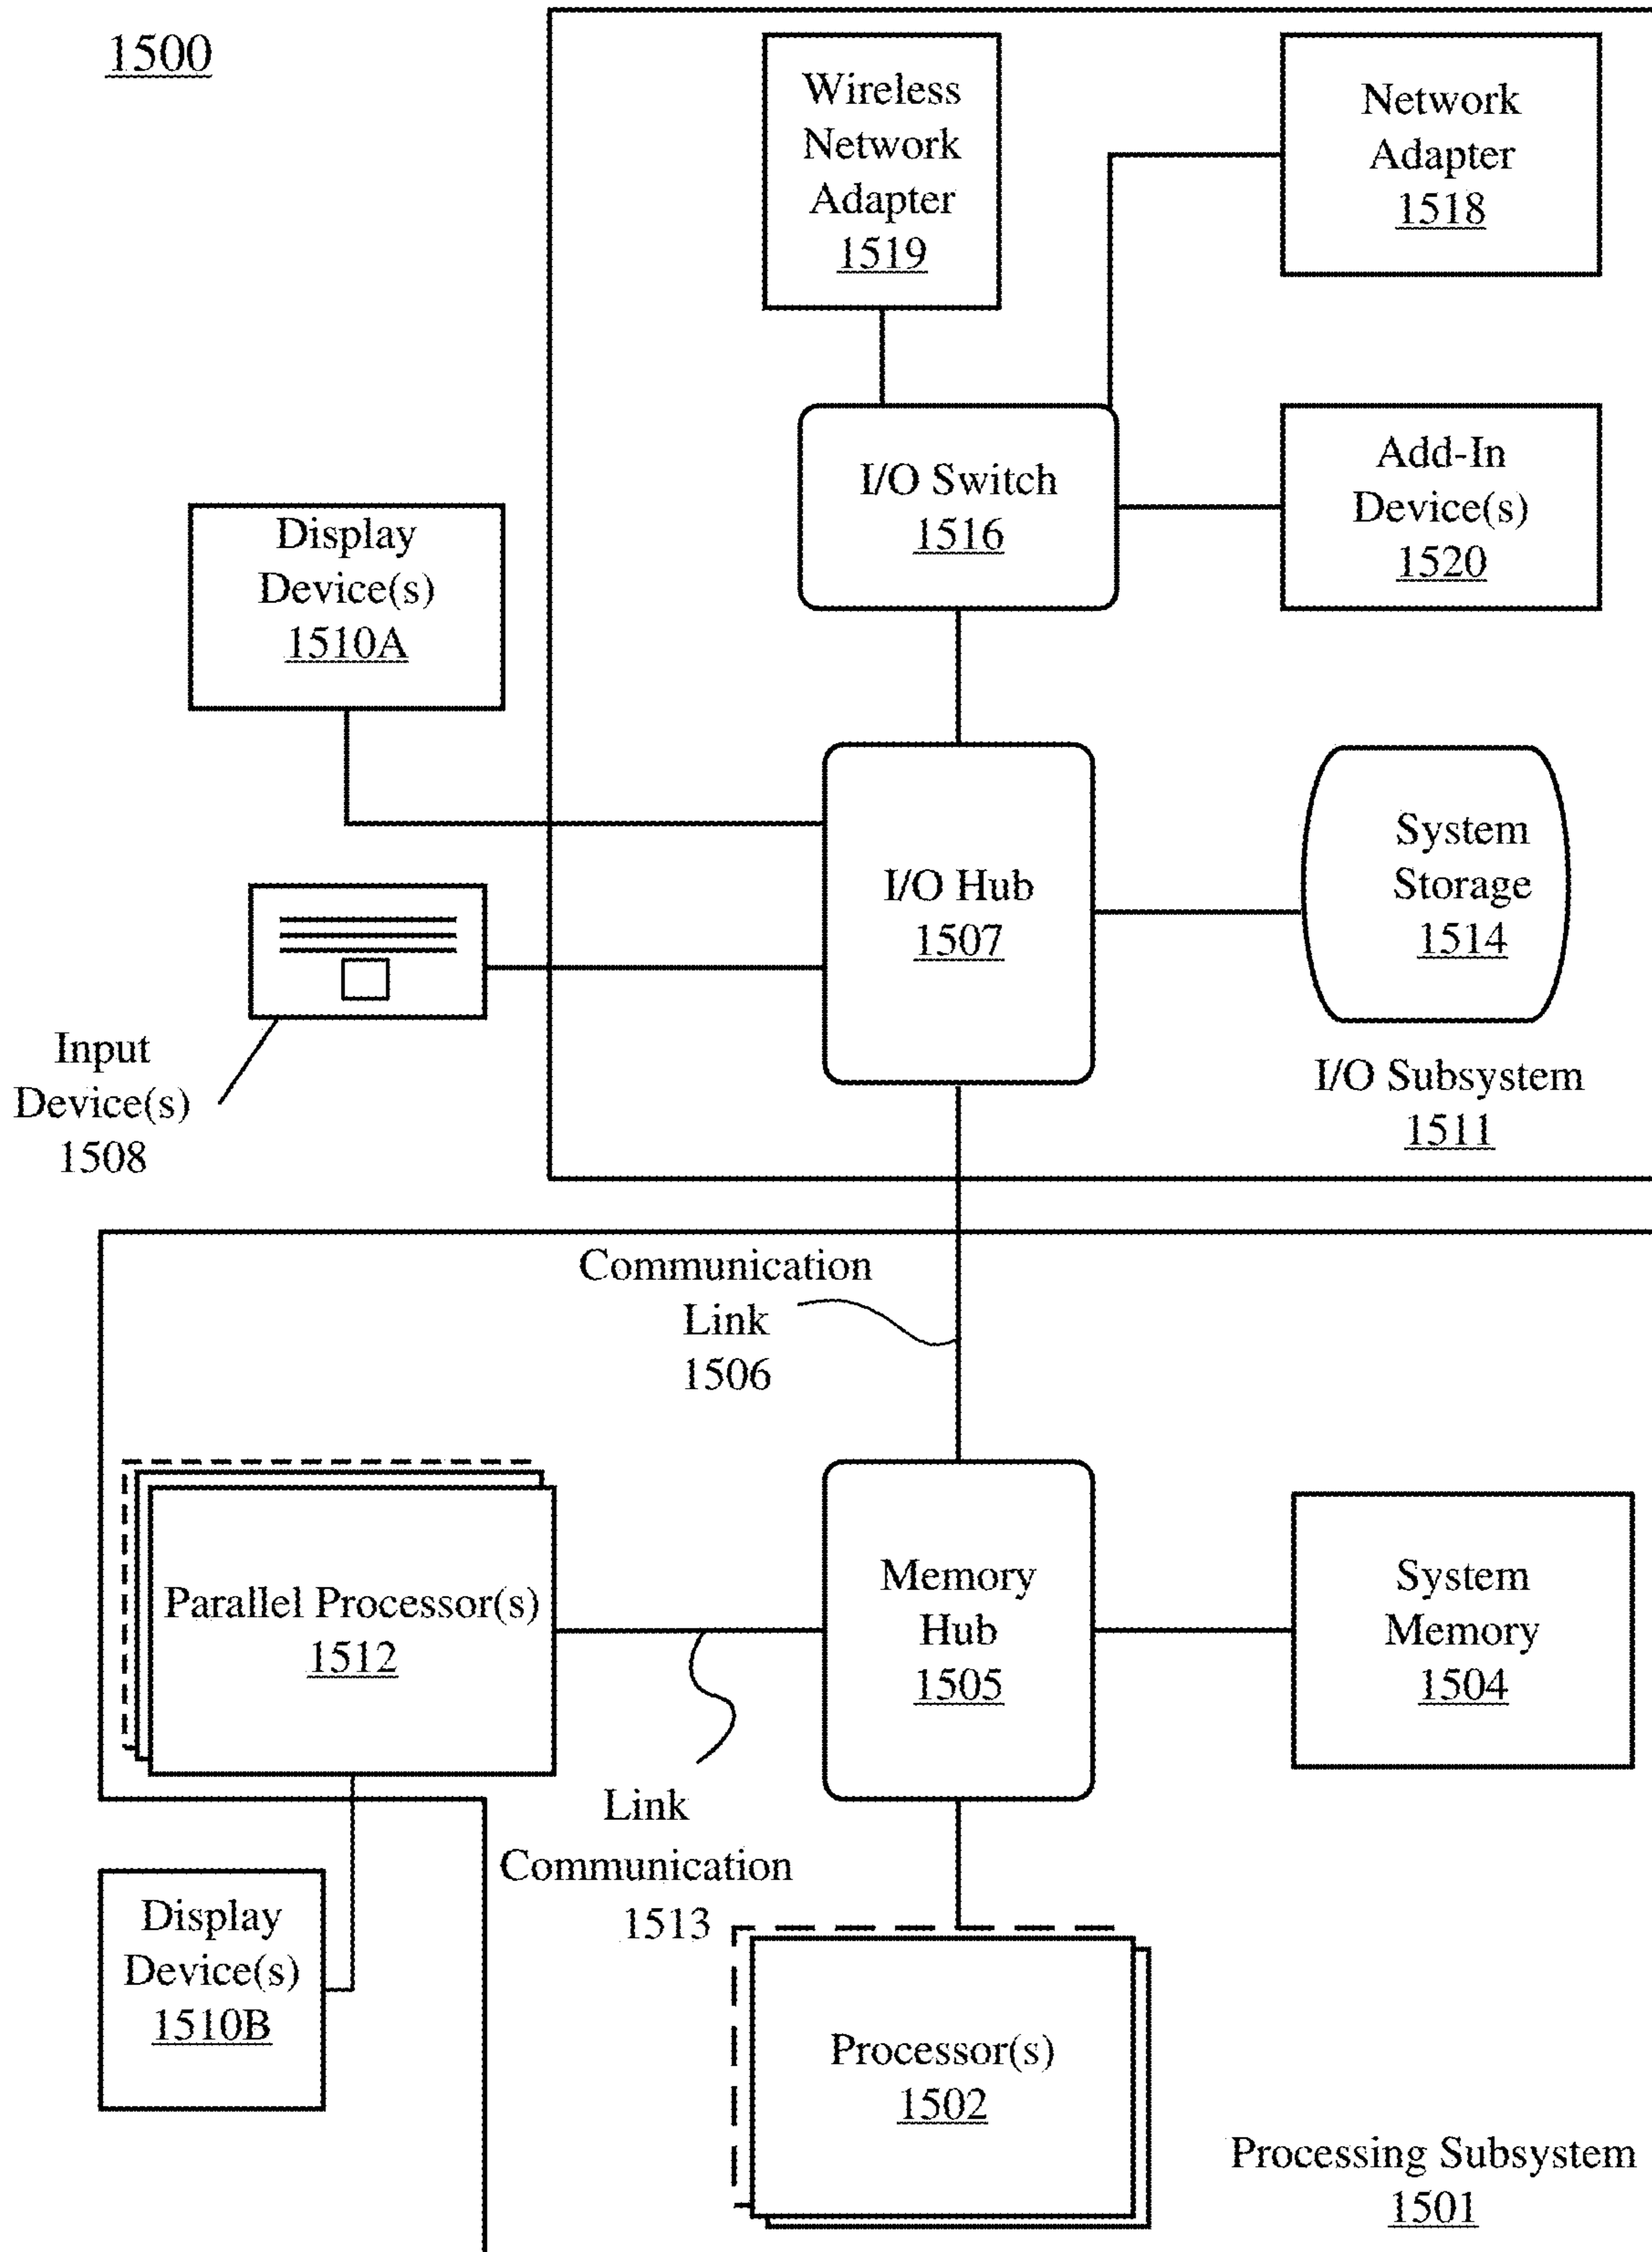 1500
Wireless
Network
Adapter
1519
Network
Adapter
1518
I/O Switch
1516
Add-In
Device(s)
1520
Display
Device(s)
1510A
I/O Hub
1507
System
Storage
1514
Input
Device(s)
1508
I/O Subsystem
1511
Communication
Link
1506
Parallel Processor(s)
1512
Memory
Hub
1505
System
Memory
1504
Link
Communication
1513
Display
Device(s)
1510B
Processor(s)
1502
Processing Subsystem
1501